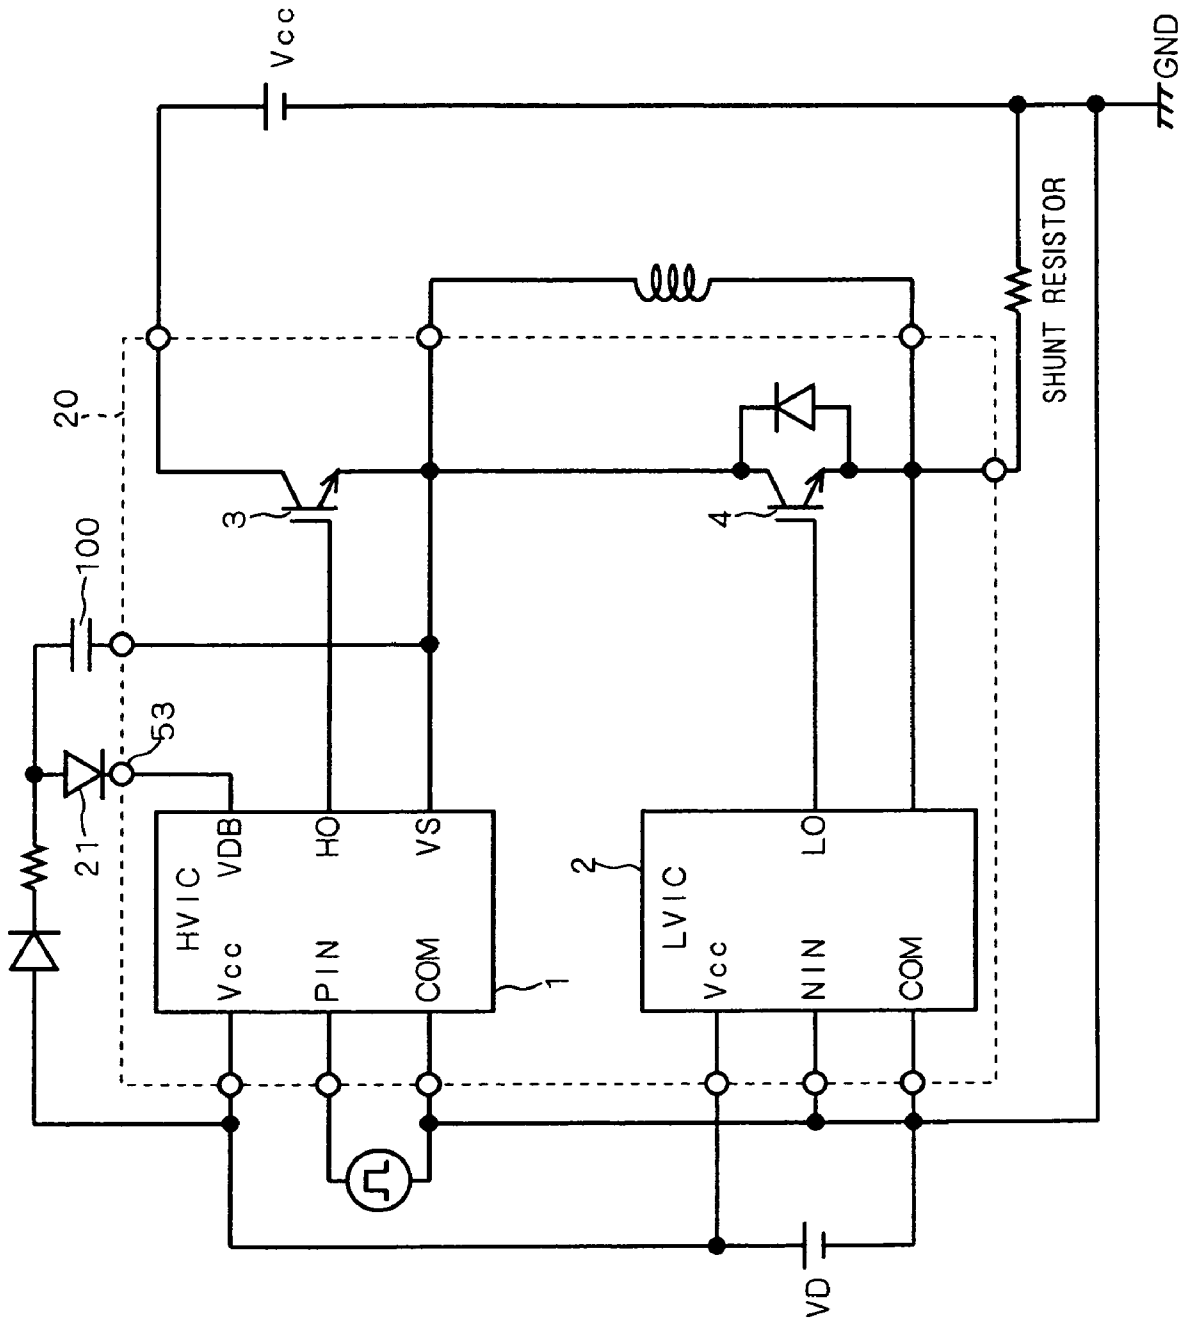 Vcc
GND
SHUNT RESISTOR
20
3
4
100
53
21
HVIC
VDB
HO
VS
Vcc
PIN
COM
1
2
LVIC
LO
Vcc
NIN
COM
VD